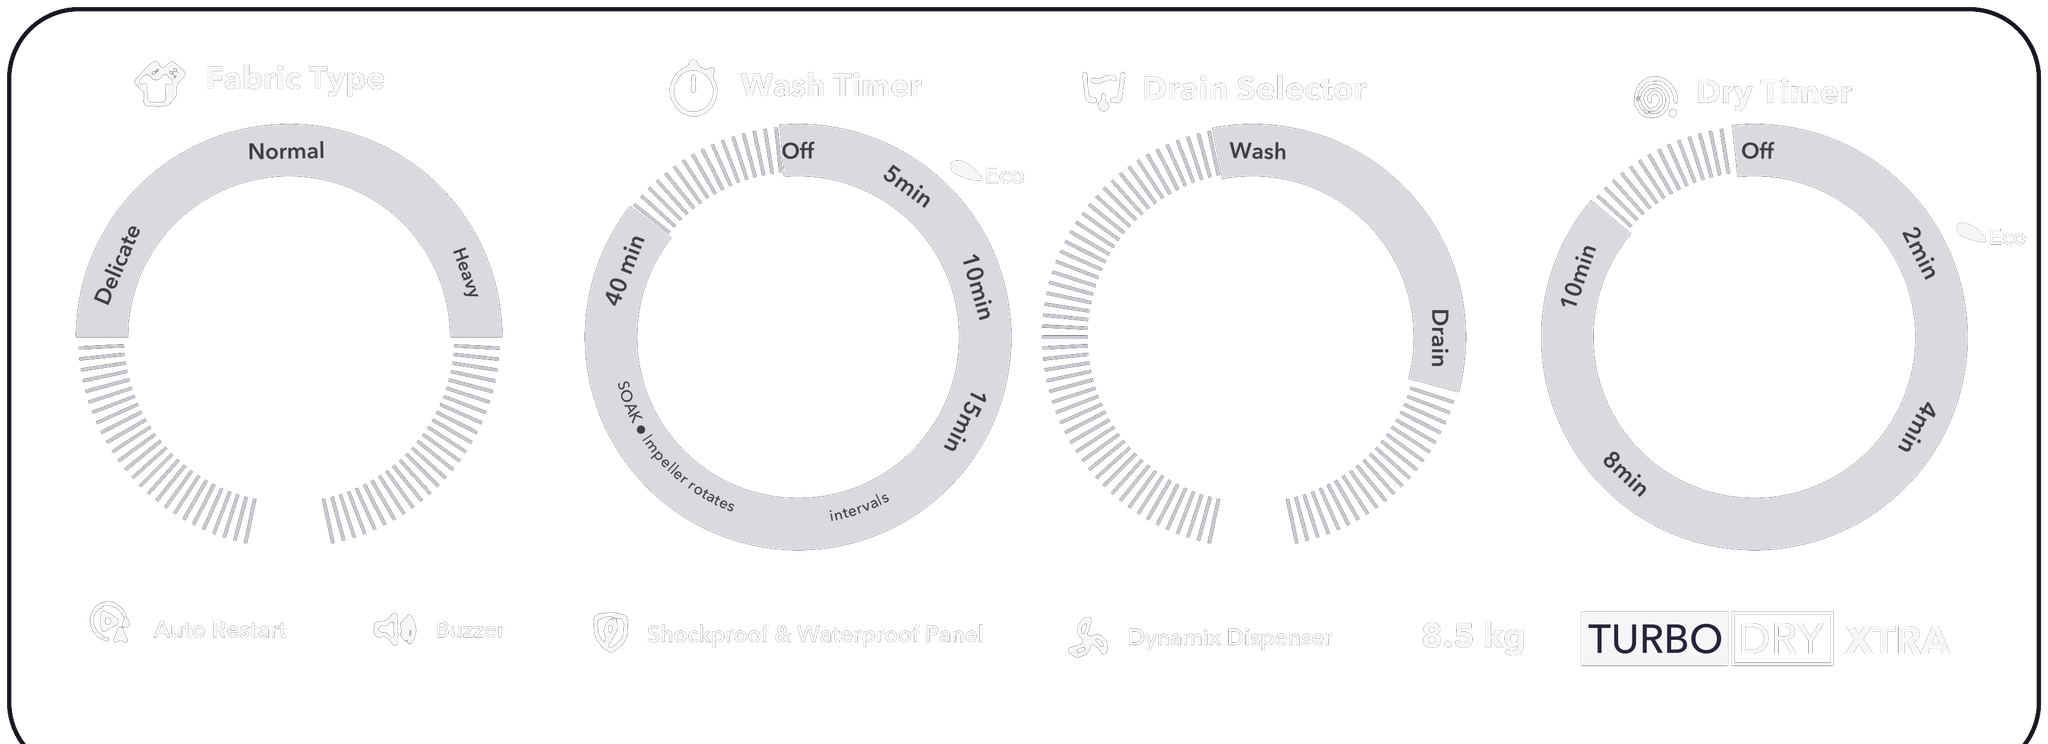 Fabric Type
Wash Timer
Drain Selector
Dry Timer
Delicate
Normal
Heavy
Off
5min
Eco
10min
15min
intervals
SOAK ● Impeller rotates
40 min
Wash
Drain
Off
2min
Eco
4min
8min
10min
Auto Restart
Buzzer
Shockproof & Waterproof Panel
Dynamix Dispenser
8.5 kg
TURBO DRY XTRA